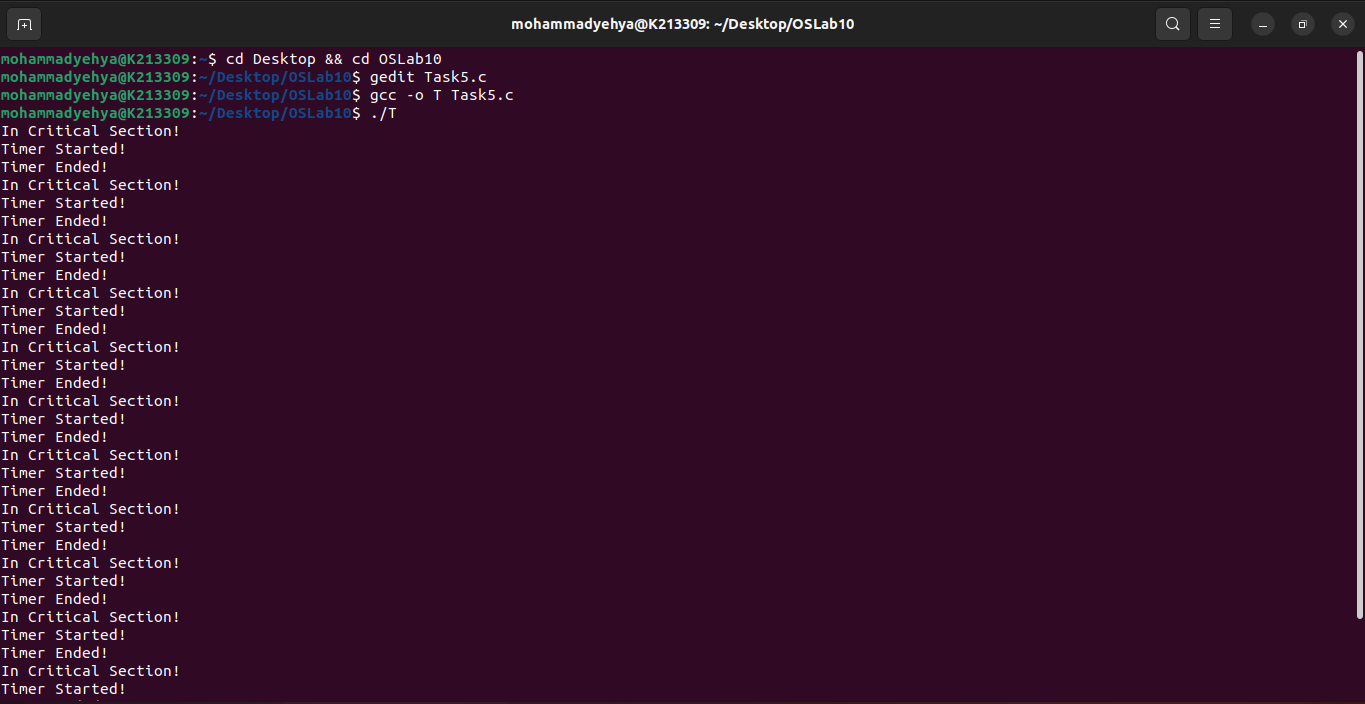 mohammadyehya@K213309: ~/Desktop/OSLab10
mohammadyehya@K213309:~$ cd Desktop && cd OSLab10
mohammadyehya@K213309:~/Desktop/OSLab10$ gedit Task5.c
mohammadyehya@K213309:~/Desktop/OSLab10$ gcc -o T Task5.c
mohammadyehya@K213309:~/Desktop/OSLab10$ ./T
In Critical Section!
Timer Started!
Timer Ended!
In Critical Section!
Timer Started!
Timer Ended!
In Critical Section!
Timer Started!
Timer Ended!
In Critical Section!
Timer Started!
Timer Ended!
In Critical Section!
Timer Started!
Timer Ended!
In Critical Section!
Timer Started!
Timer Ended!
In Critical Section!
Timer Started!
Timer Ended!
In Critical Section!
Timer Started!
Timer Ended!
In Critical Section!
Timer Started!
Timer Ended!
In Critical Section!
Timer Started!
Timer Ended!
In Critical Section!
Timer Started!